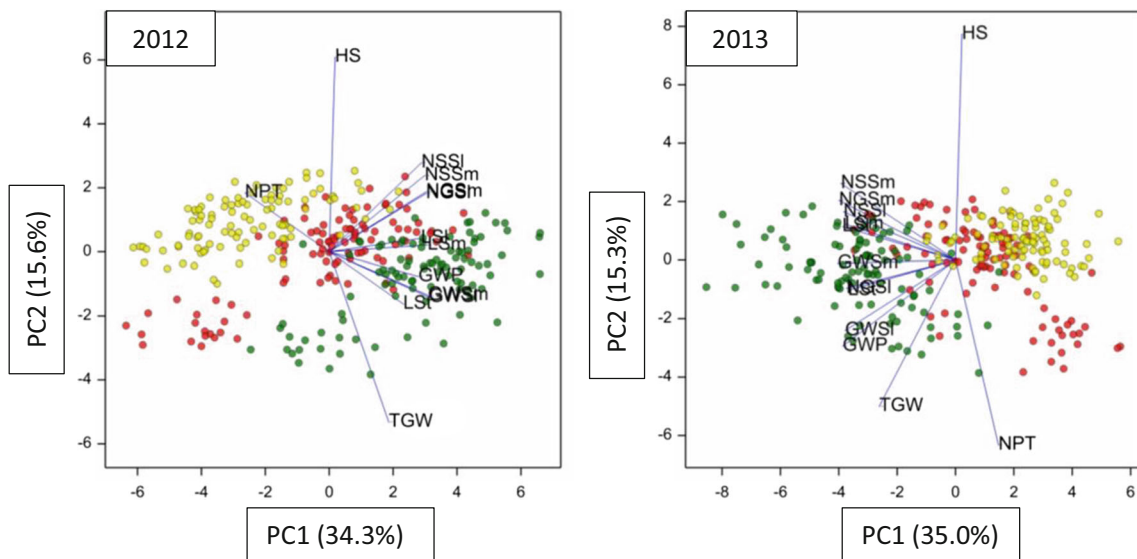 2012
HS
NSSl
NSSm
NPT
LSm
GWP
LSt
TGW
6
4
2
0
-2
-4
-6
-6
-4
-2
0
2
4
6
PC2 (15.6%)
PC1 (34.3%)
2013
HS
NSSm
NGSm
NSSl
LSm
GWSm
NGSl
GWSl
GWP
TGW
NPT
8
6
4
2
0
-2
-4
-6
-8
-6
-4
-2
0
2
4
6
PC2 (15.3%)
PC1 (35.0%)